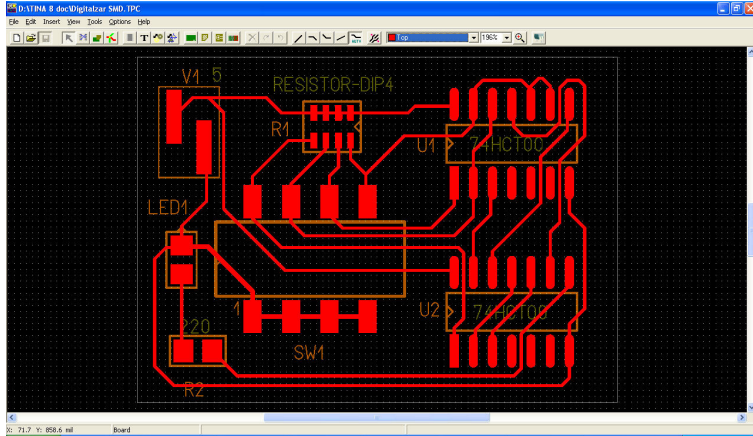 D:\TINA 8 doc\Digitalzar SMD.TPC
File Edit Insert View Tools Options Help
T
Top
196%
V1 5
RESISTOR-DIP4
R1
U1 74HCT00
LED1
1
U2 74HCT00
220
SW1
R2
X: 71.7 Y: 858.6 mil Board